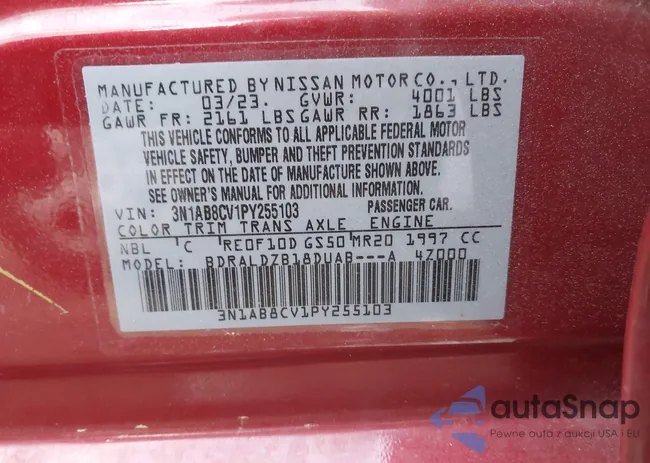 MANUFACTURED BY NISSAN MOTOR CO., LTD.
DATE: 03/23. GVWR: 4001 LBS
GAWR FR: 2161 LBS GAWR RR: 1863 LBS
THIS VEHICLE CONFORMS TO ALL APPLICABLE FEDERAL MOTOR
VEHICLE SAFETY, BUMPER AND THEFT PREVENTION STANDARDS
IN EFFECT ON THE DATE OF MANUFACTURE SHOWN ABOVE.
SEE OWNER'S MANUAL FOR ADDITIONAL INFORMATION.
VIN: 3N1AB8CV1PY255103 PASSENGER CAR.
COLOR TRIM TRANS AXLE ENGINE
NBL C RE0F10D GS50 MR20 1997 CC
MODEL: BDRALDZB18DUAB---A 4Z000
3N1AB8CV1PY255103
autaSnap
Pewne auta z aukcji USA i EU